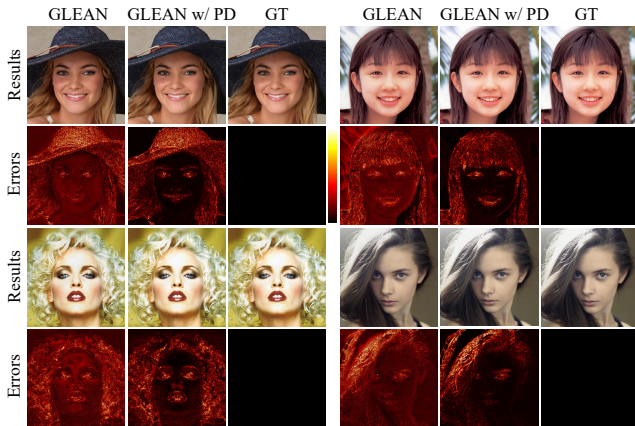 GLEAN GLEAN w/ PD GT GLEAN GLEAN w/ PD GT
Results
Errors
Results
Errors